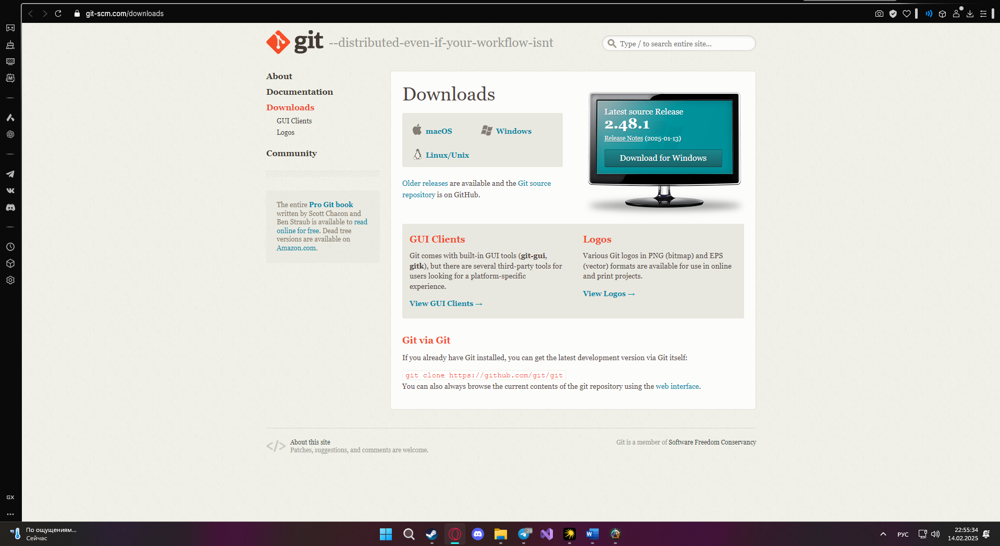 git-scm.com/downloads
git --distributed-even-if-your-workflow-isnt
Type / to search entire site...
About
Documentation
Downloads
GUI Clients
Logos
Community
The entire Pro Git book
written by Scott Chacon and
Ben Straub is available to read
online for free. Dead tree
versions are available on
Amazon.com.
Downloads
macOS
Windows
Linux/Unix
Older releases are available and the Git source
repository is on GitHub.
Latest source Release
2.48.1
Release Notes (2025-01-13)
Download for Windows
GUI Clients
Git comes with built-in GUI tools (git-gui,
gitk), but there are several third-party tools for
users looking for a platform-specific
experience.
View GUI Clients →
Logos
Various Git logos in PNG (bitmap) and EPS
(vector) formats are available for use in online
and print projects.
View Logos →
Git via Git
If you already have Git installed, you can get the latest development version via Git itself:
git clone https://github.com/git/git
You can also always browse the current contents of the git repository using the web interface.
About this site
Patches, suggestions, and comments are welcome.
Git is a member of Software Freedom Conservancy
GX
По ощущениям...
Сейчас
29
РУС
22:55:34
14.02.2025